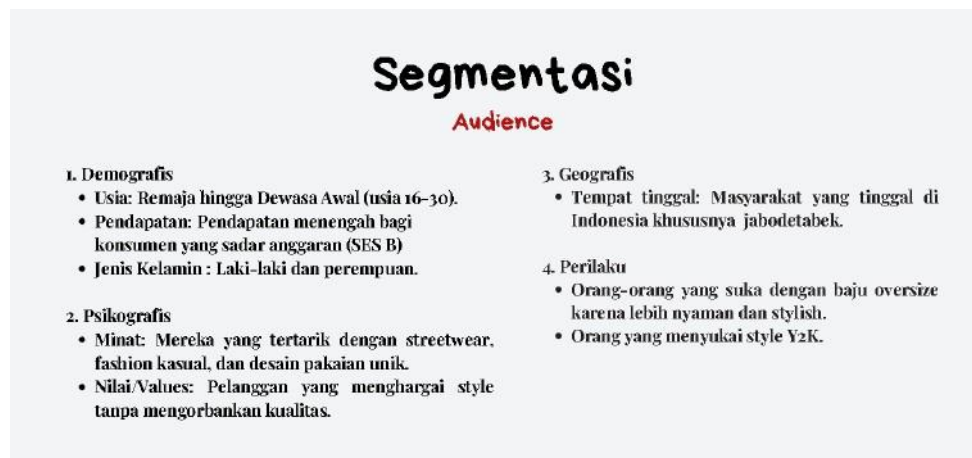 Segmentasi
Audience
1. Demografis
• Usia: Remaja hingga Dewasa Awal (usia 16-30).
• Pendapatan: Pendapatan menengah bagi
konsumen yang sadar anggaran (SES B)
• Jenis Kelamin : Laki-laki dan perempuan.
2. Psikografis
• Minat: Mereka yang tertarik dengan streetwear,
fashion kasual, dan desain pakaian unik.
• Nilai/Values: Pelanggan yang menghargai style
tanpa mengorbankan kualitas.
3. Geografis
• Tempat tinggal: Masyarakat yang tinggal di
Indonesia khususnya jabodetabek.
4. Perilaku
• Orang-orang yang suka dengan baju oversize
karena lebih nyaman dan stylish.
• Orang yang menyukai style Y2K.